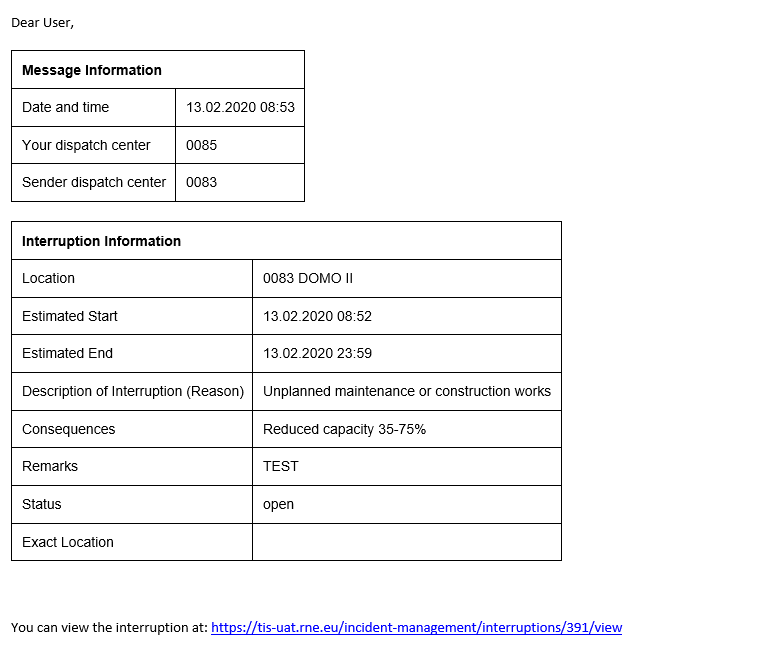 Dear User,
Message Information
Date and time 13.02.2020 08:53
Your dispatch center 0085
Sender dispatch center 0083
Interruption Information
Location 0083 DOMO II
Estimated Start 13.02.2020 08:52
Estimated End 13.02.2020 23:59
Description of Interruption (Reason) Unplanned maintenance or construction works
Consequences Reduced capacity 35-75%
Remarks TEST
Status open
Exact Location
You can view the interruption at: https://tis-uat.rne.eu/incident-management/interruptions/391/view